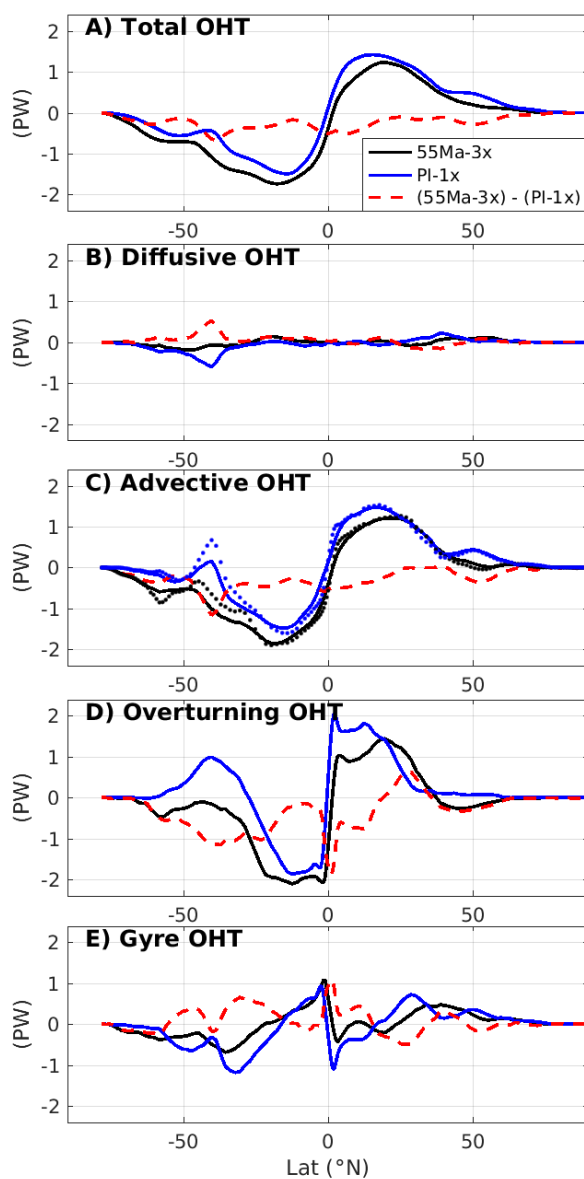 A) Total OHT
2
1
0
-1
-2
(PW)
-50
0
50
55Ma-3x
PI-1x
(55Ma-3x) - (PI-1x)
B) Diffusive OHT
2
1
0
-1
-2
(PW)
-50
0
50
C) Advective OHT
2
1
0
-1
-2
(PW)
-50
0
50
D) Overturning OHT
2
1
0
-1
-2
(PW)
-50
0
50
E) Gyre OHT
2
1
0
-1
-2
(PW)
-50
0
50
Lat (°N)